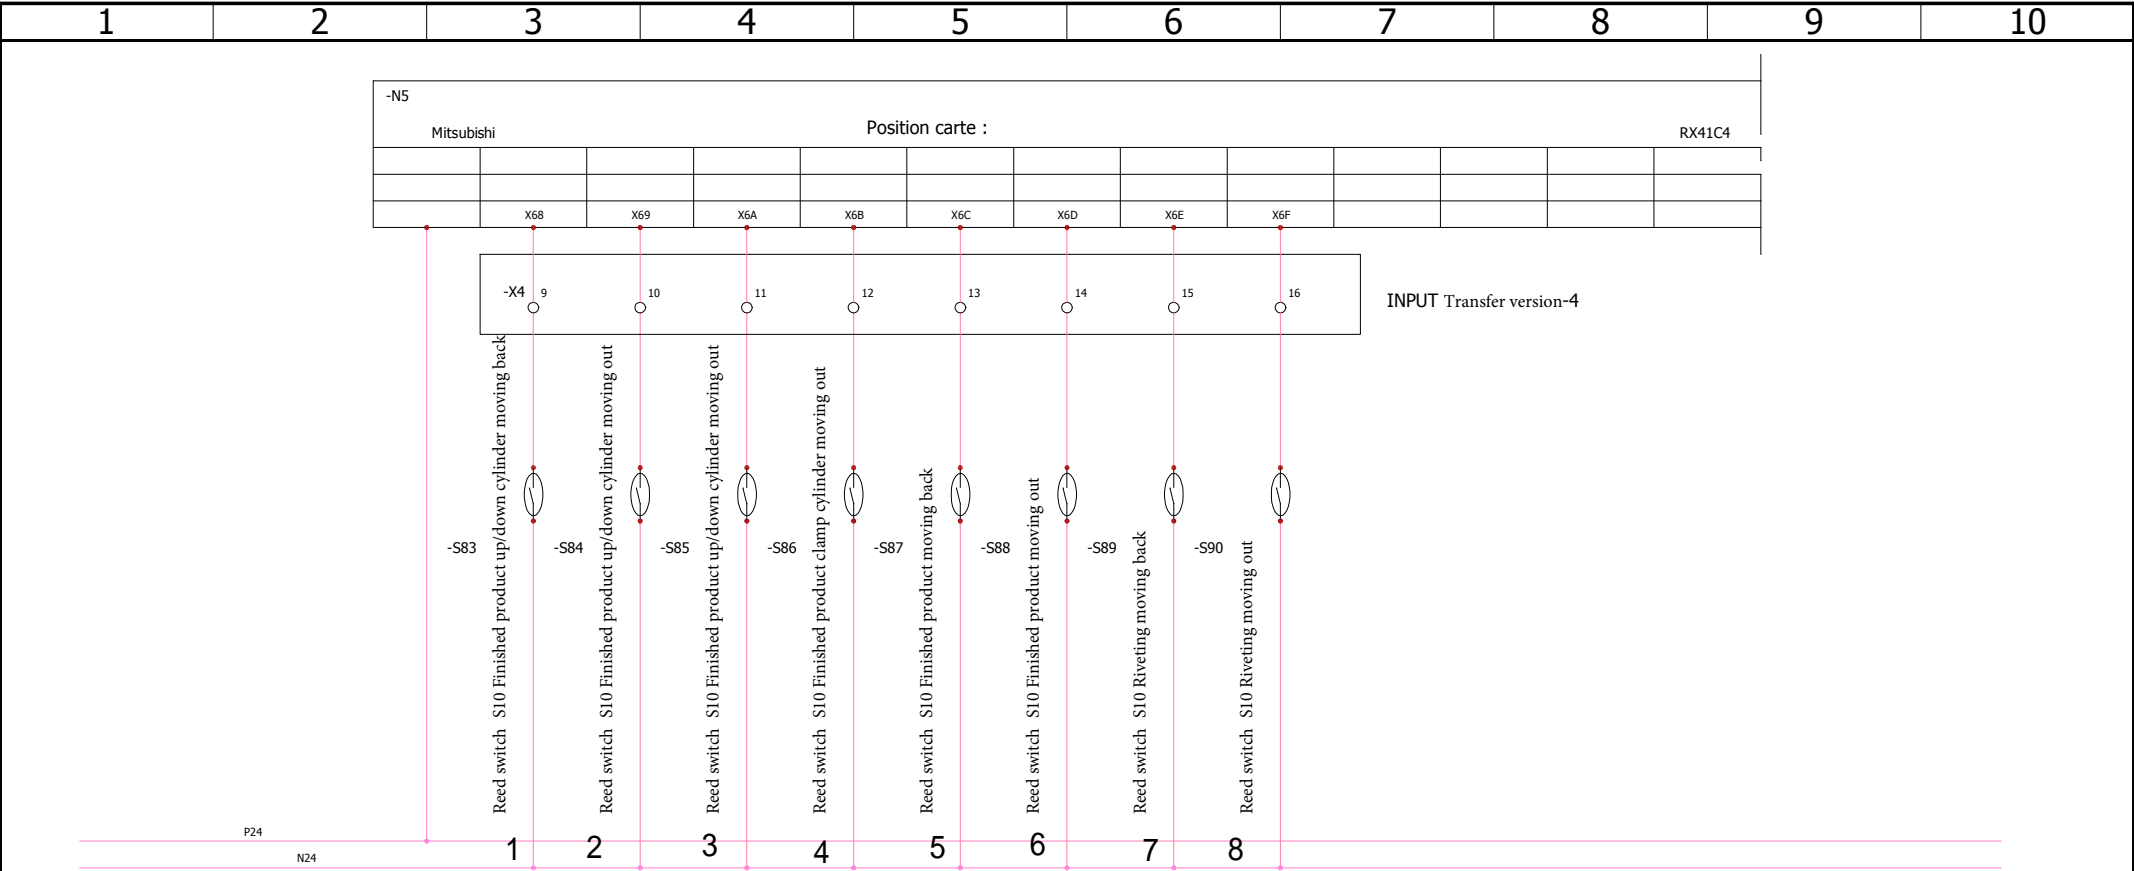 1 2 3 4 5 6 7 8 9 10
-N5
Mitsubishi Position carte : RX41C4
X68 X69 X6A X6B X6C X6D X6E X6F
-X4 9 10 11 12 13 14 15 16
INPUT Transfer version-4
Reed switch S10 Finished product up/down cylinder moving back
Reed switch S10 Finished product up/down cylinder moving out
Reed switch S10 Finished product up/down cylinder moving out
Reed switch S10 Finished product clamp cylinder moving out
Reed switch S10 Finished product moving back
Reed switch S10 Finished product moving out
Reed switch S10 Riveting moving back
Reed switch S10 Riveting moving out
-S83 -S84 -S85 -S86 -S87 -S88 -S89 -S90
P24
N24
1 2 3 4 5 6 7 8